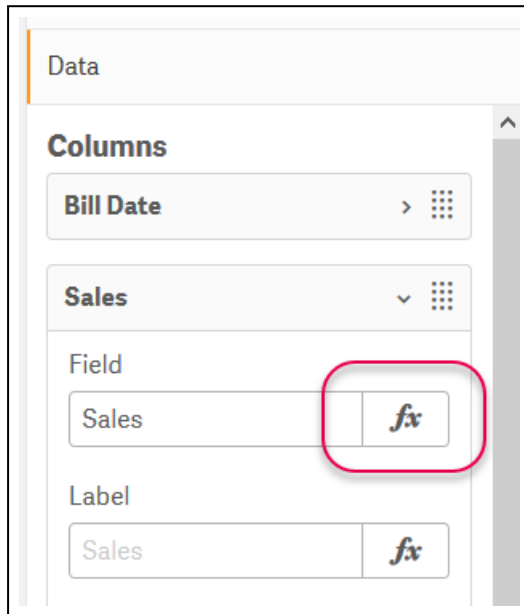 Data
Columns
Bill Date
Sales
Field
Sales fx
Label
Sales fx